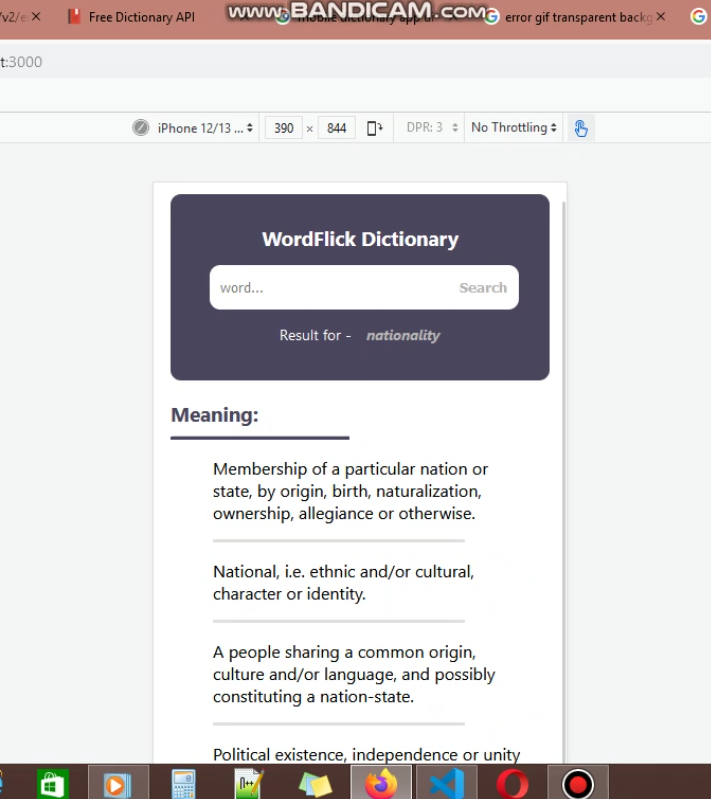 www.BANDICAM.com
/v2/e
Free Dictionary API
mobile dictionary app ui
error gif transparent backg
t:3000
iPhone 12/13 ...
390 × 844
DPR: 3
No Throttling
WordFlick Dictionary
word...
Search
Result for - nationality
Meaning:
Membership of a particular nation or
state, by origin, birth, naturalization,
ownership, allegiance or otherwise.
National, i.e. ethnic and/or cultural,
character or identity.
A people sharing a common origin,
culture and/or language, and possibly
constituting a nation-state.
Political existence, independence or unity